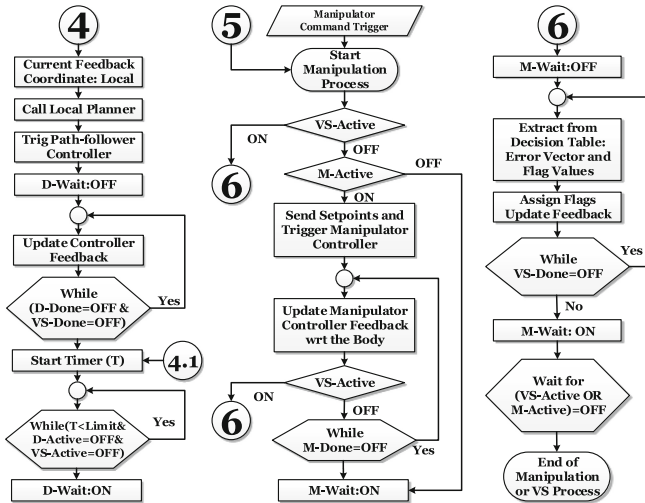 4
Current Feedback
Coordinate: Local
Call Local Planner
Trig Path-follower
Controller
D-Wait:OFF
Update Controller
Feedback
While
(D-Done=OFF &
VS-Done=OFF)
Yes
Start Timer (T)
4.1
While(T<Limit&
D-Active=OFF&
VS-Active=OFF)
Yes
D-Wait:ON
5
Manipulator
Command Trigger
Start
Manipulation
Process
VS-Active
ON
OFF
6
M-Active
OFF
ON
Send Setpoints and
Trigger Manipulator
Controller
Update Manipulator
Controller Feedback
wrt the Body
VS-Active
ON
OFF
6
While
M-Done=OFF
Yes
M-Wait:ON
6
M-Wait:OFF
Extract from
Decision Table:
Error Vector and
Flag Values
Assign Flags
Update Feedback
While
VS-Done=OFF
Yes
No
M-Wait: ON
Wait for
(VS-Active OR
M-Active)=OFF
End of
Manipulation
or VS Process